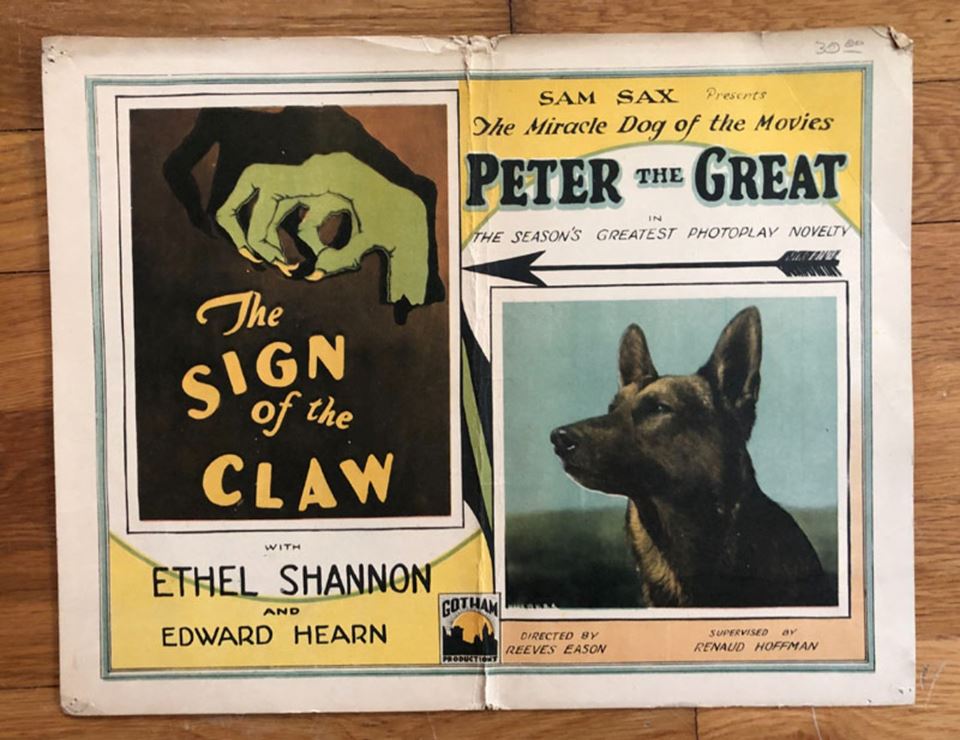 30.00
SAM SAX Presents
The Miracle Dog of the Movies
PETER THE GREAT
IN
THE SEASON'S GREATEST PHOTOPLAY NOVELTY
The
SIGN
of the
CLAW
WITH
ETHEL SHANNON
AND
EDWARD HEARN
GOTHAM
PRODUCTIONS
DIRECTED BY
REEVES EASON
SUPERVISED BY
RENAUD HOFFMAN